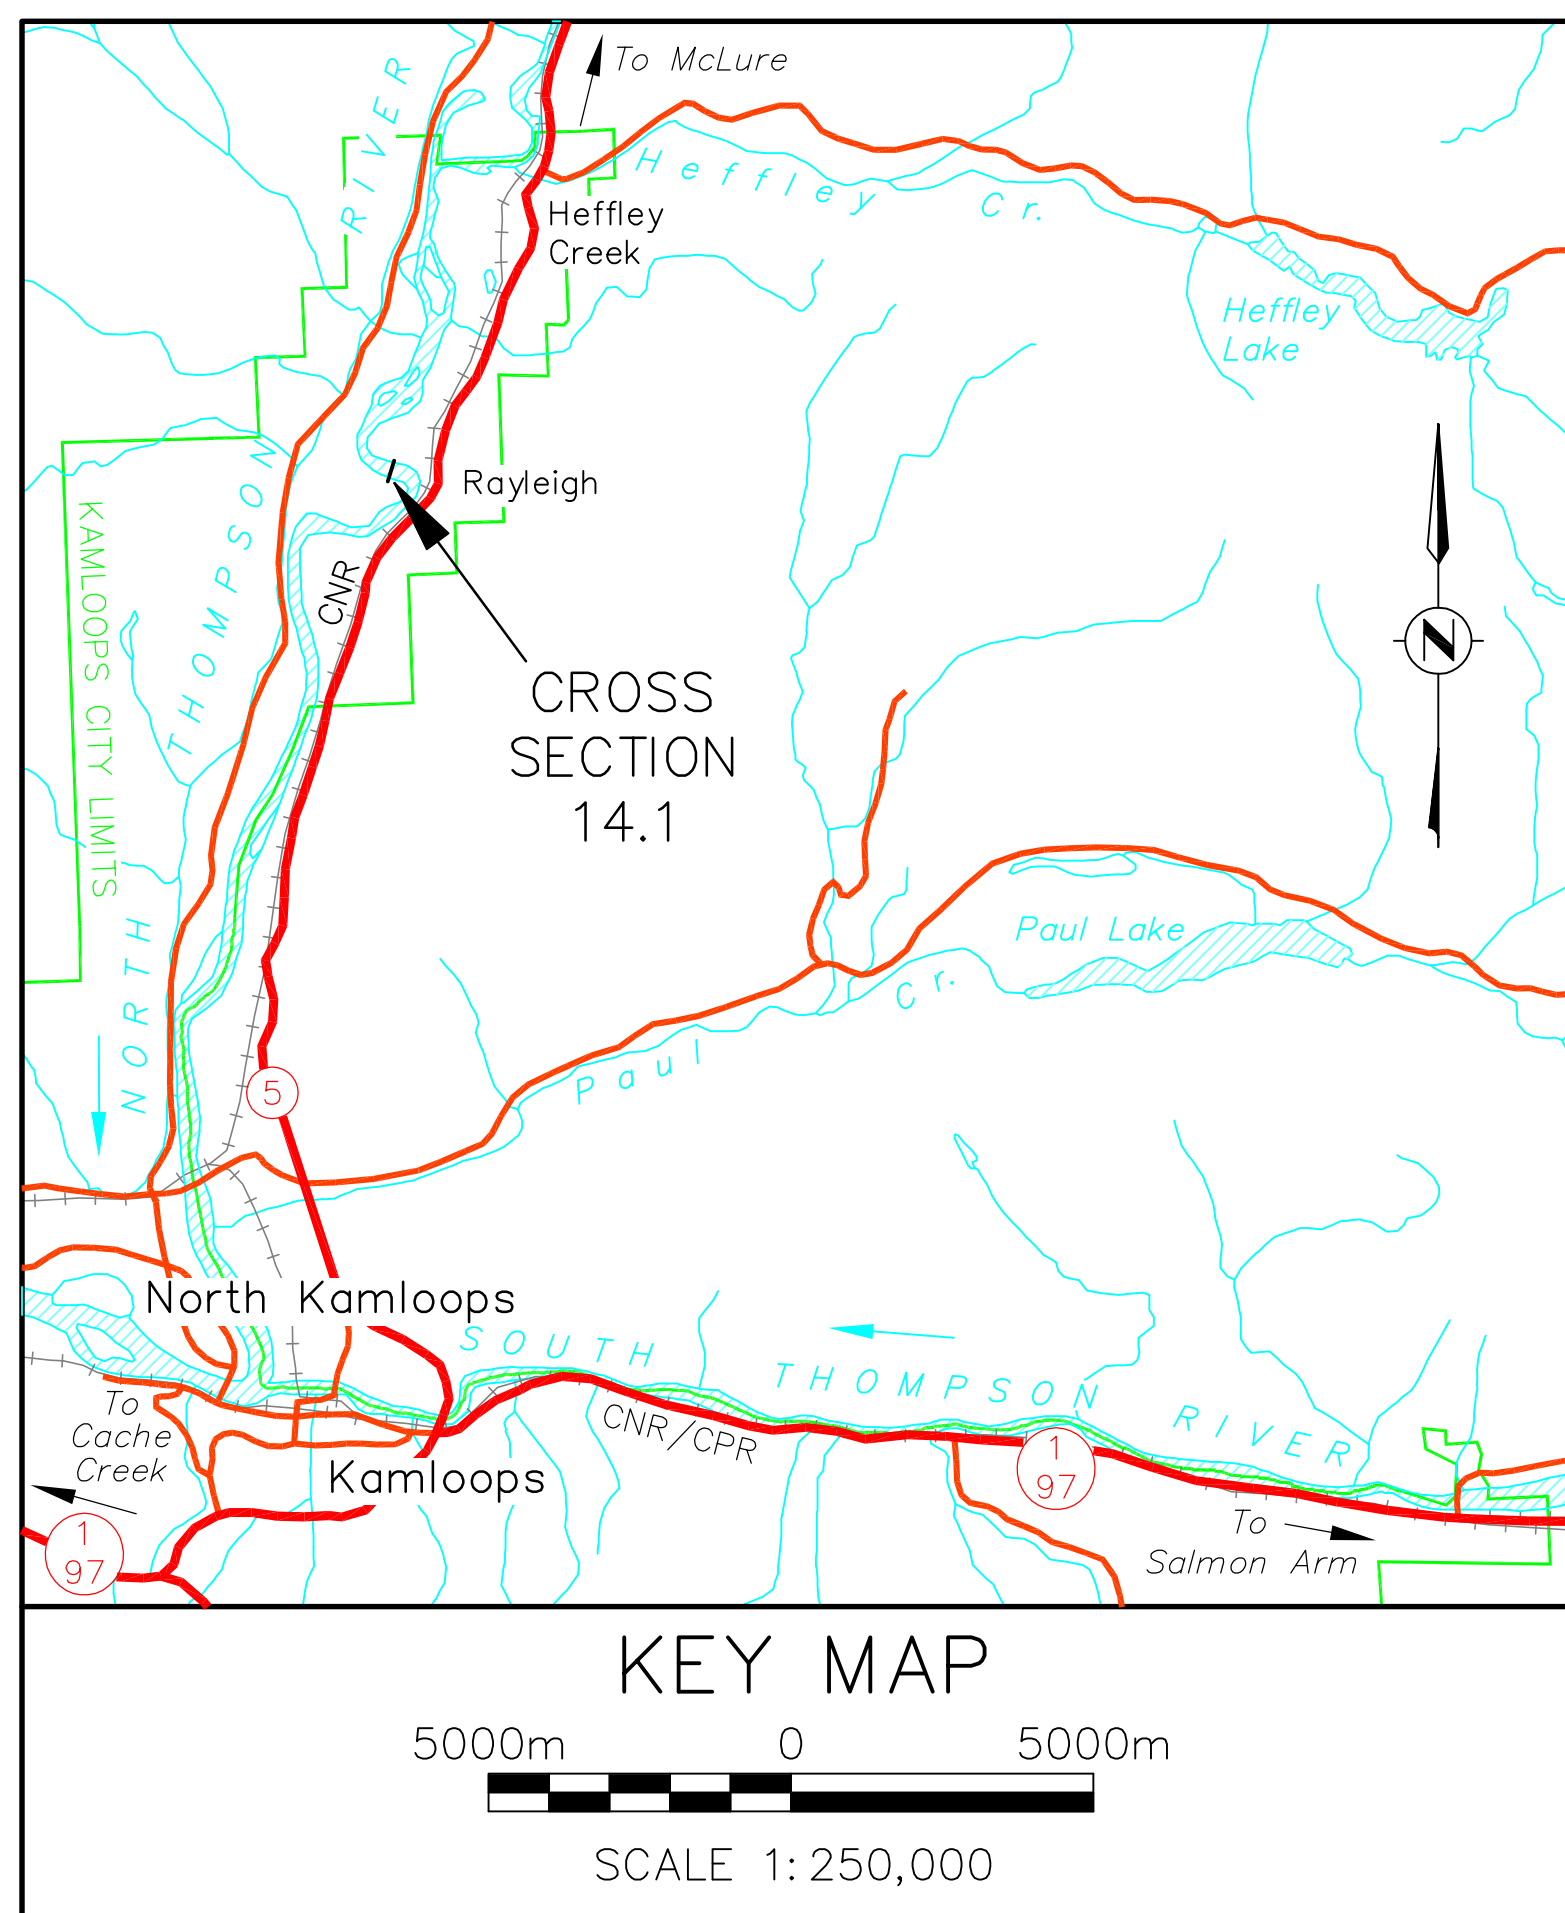 To McLure
RIVER
Heffley Cr.
Heffley
Creek
Heffley
Lake
THOMPSON
Rayleigh
KAMLOOPS CITY LIMITS
CNR
CROSS
SECTION
14.1
N
NORTH
Paul Lake
Paul Cr.
5
North Kamloops
SOUTH THOMPSON RIVER
To
Cache
Creek
CNR/CPR
Kamloops
1
97
1
97
To
Salmon Arm
KEY MAP
5000m 0 5000m
SCALE 1:250,000